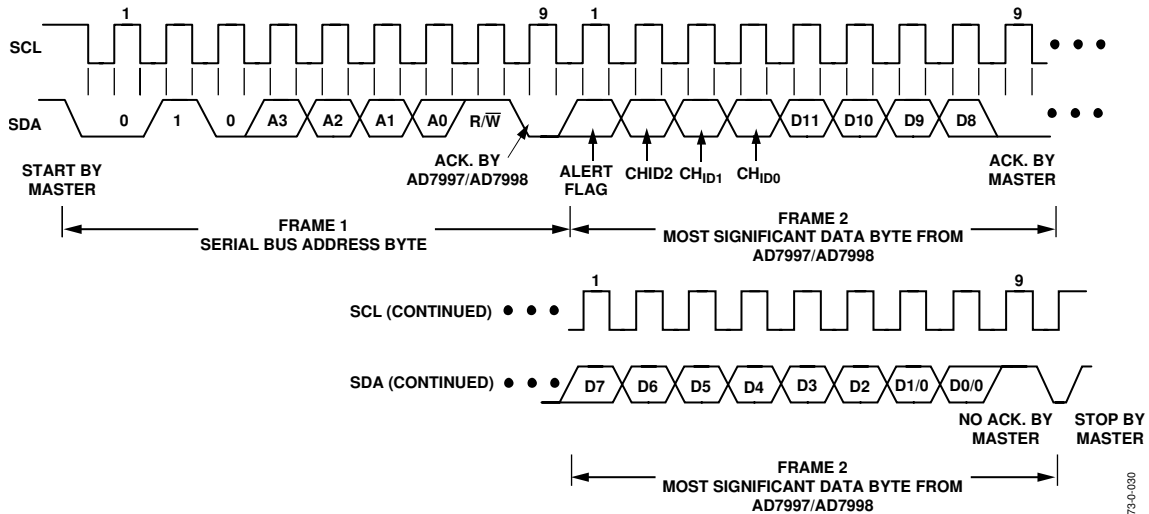 1 9 1 9
SCL
SDA 0 1 0 A3 A2 A1 A0 R/W̅ D11 D10 D9 D8
START BY
MASTER
ACK. BY
AD7997/AD7998
ALERT
FLAG
CHID2 CHID1 CHID0
ACK. BY
MASTER
FRAME 1
SERIAL BUS ADDRESS BYTE
FRAME 2
MOST SIGNIFICANT DATA BYTE FROM
AD7997/AD7998
1 9
SCL (CONTINUED)
SDA (CONTINUED) D7 D6 D5 D4 D3 D2 D1/0 D0/0
NO ACK. BY
MASTER
STOP BY
MASTER
FRAME 2
MOST SIGNIFICANT DATA BYTE FROM
AD7997/AD7998
73-0-030